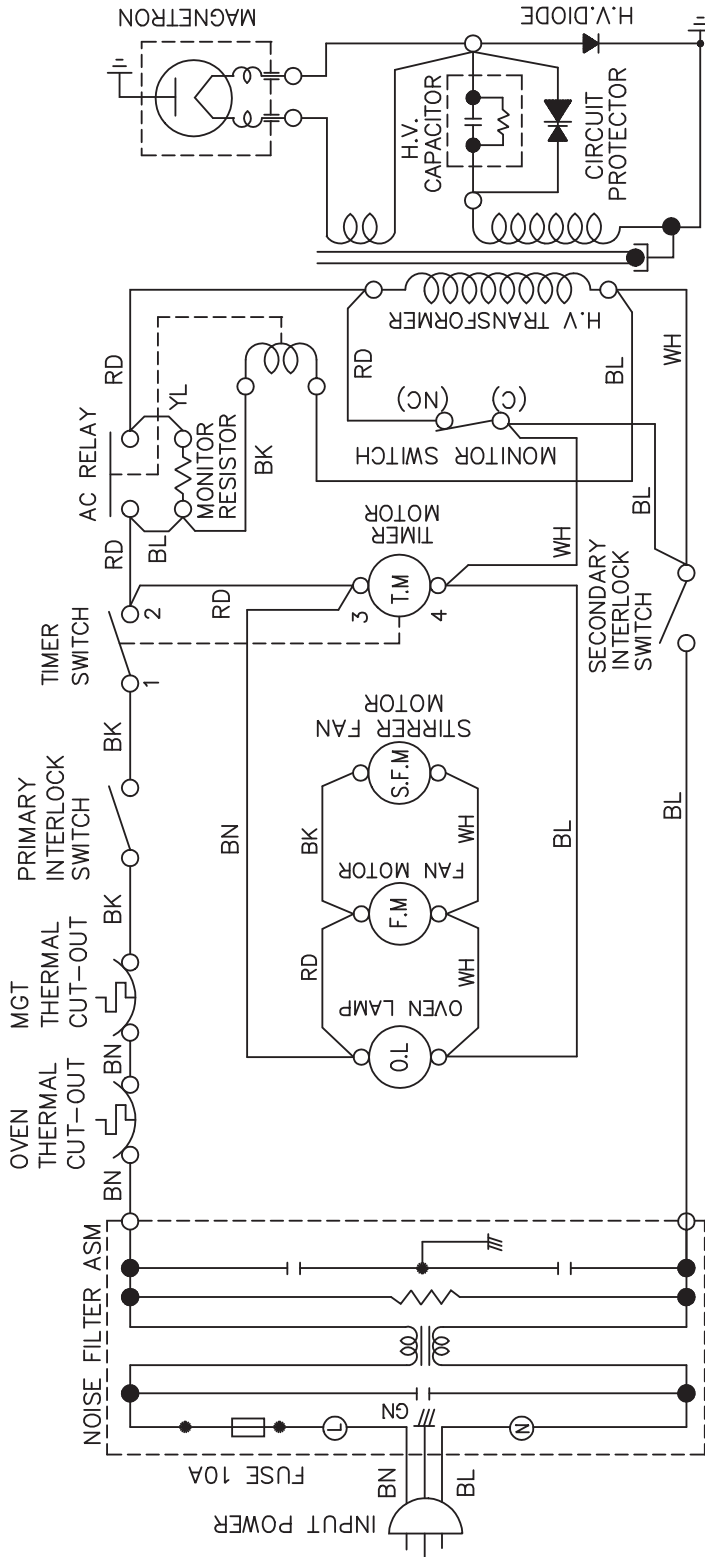 MAGNETRON
H.V.DIODE
H.V.
CAPACITOR
CIRCUIT
PROTECTOR
H.V TRANSFORMER
RD
YL
AC RELAY
MONITOR
RESISTOR
BK
RD
(NC)
(C)
MONITOR SWITCH
BL
WH
RD
BL
TIMER
MOTOR
T.M
3
4
RD
WH
BL
TIMER
SWITCH
2
1
SECONDARY
INTERLOCK
SWITCH
BK
STIRRER FAN
MOTOR
S.F.M
PRIMARY
INTERLOCK
SWITCH
BN
BK
WH
BL
BL
FAN MOTOR
F.M
BK
MGT
THERMAL
CUT-OUT
RD
WH
OVEN LAMP
O.L
BN
OVEN
THERMAL
CUT-OUT
BN
NOISE FILTER ASM
GN
L
N
FUSE 10A
BN
BL
INPUT POWER